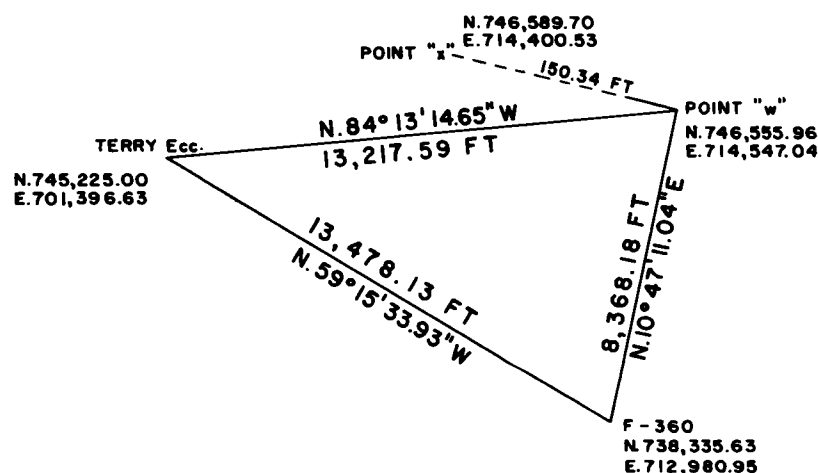 N.746,589.70
E.714,400.53
POINT "x"
150.34 FT
POINT "w"
N.746,555.96
E.714,547.04
N.84°13'14.65" W
13,217.59 FT
TERRY Ecc.
N.745,225.00
E.701,396.63
13,478.13 FT
N.59°15'33.93"W
8,368.18 FT
N.10°47'11.04"E
F-360
N.738,335.63
E.712,980.95